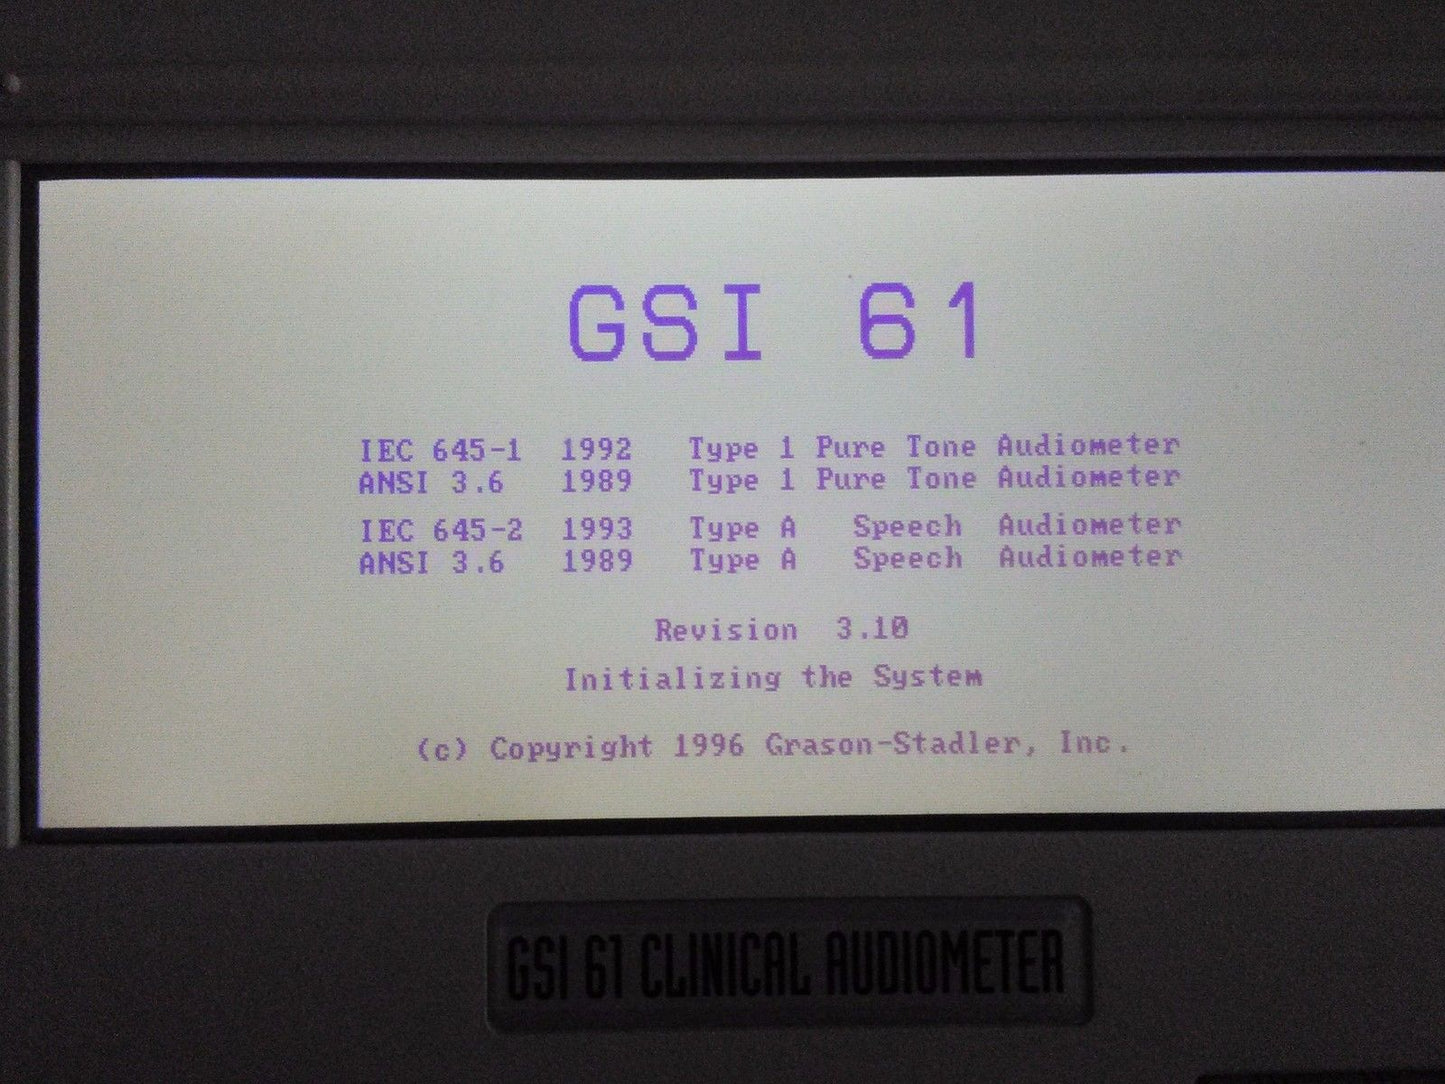 GSI 61
IEC 645-1 1992 Type 1 Pure Tone Audiometer
ANSI 3.6 1989 Type 1 Pure Tone Audiometer
IEC 645-2 1993 Type A Speech Audiometer
ANSI 3.6 1989 Type A Speech Audiometer
Revision 3.10
Initializing the System
(c) Copyright 1996 Grason-Stadler, Inc.
GSI 61 CLINICAL AUDIOMETER